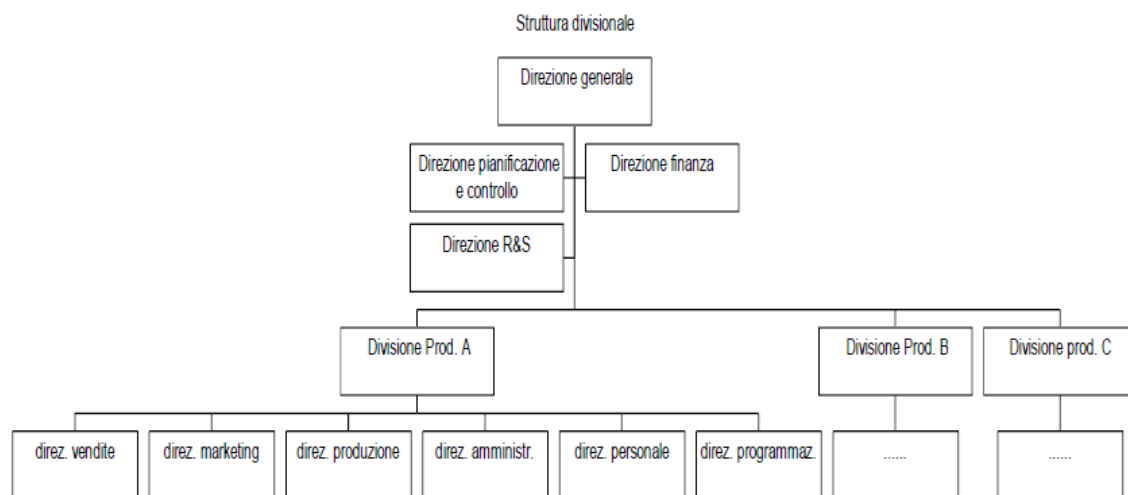 Struttura divisionale
Direzione generale
Direzione pianificazione
e controllo
Direzione finanza
Direzione R&S
Divisione Prod. A
Divisione Prod. B
Divisione prod. C
direz. vendite
direz. marketing
direz. produzione
direz. amministr.
direz. personale
direz. programmaz.
......
......